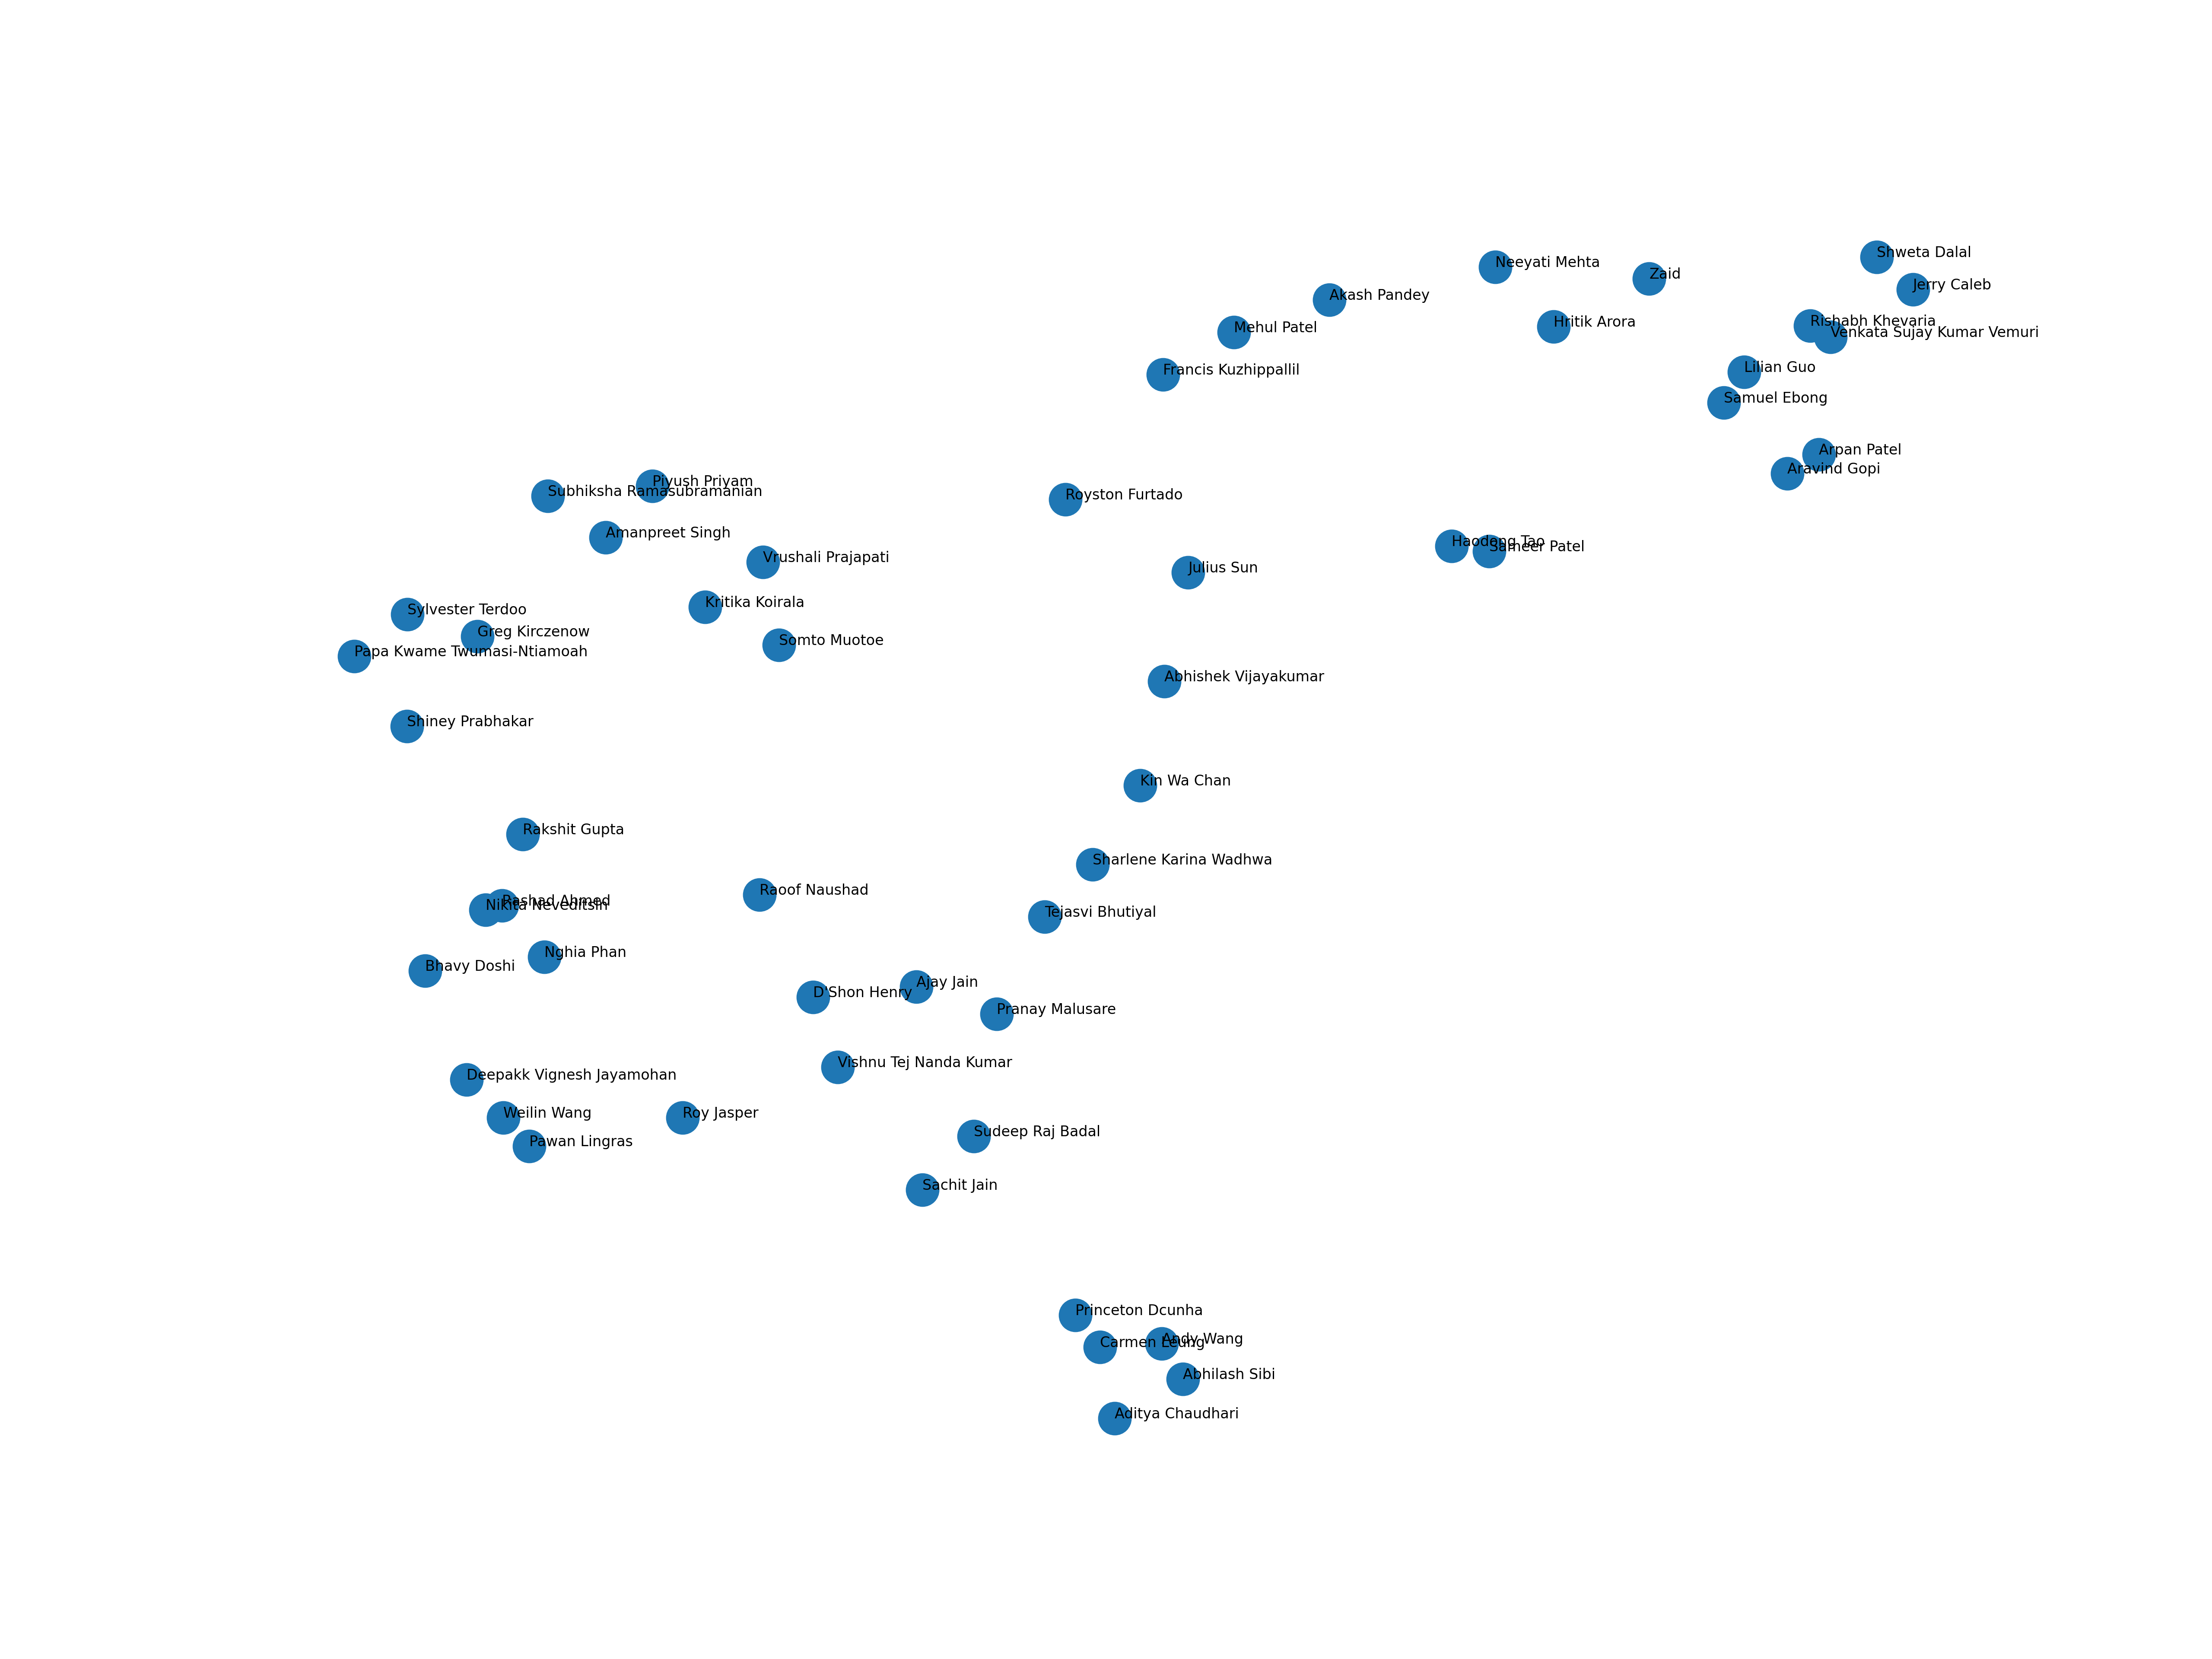 Shweta Dalal
Neeyati Mehta
Zaid
Jerry Caleb
Akash Pandey
Rishabh Khevaria
Hritik Arora
Mehul Patel
Venkata Sujay Kumar Vemuri
Lilian Guo
Francis Kuzhippallil
Samuel Ebong
Arpan Patel
Aravind Gopi
Piyush Priyam
Subhiksha Ramasubramanian
Royston Furtado
Amanpreet Singh
Haodong Tao
Sameer Patel
Vrushali Prajapati
Julius Sun
Kritika Koirala
Sylvester Terdoo
Greg Kirczenow
Somto Muotoe
Papa Kwame Twumasi-Ntiamoah
Abhishek Vijayakumar
Shiney Prabhakar
Kin Wa Chan
Rakshit Gupta
Sharlene Karina Wadhwa
Raoof Naushad
Rashad Ahmed
Nikita Neveditsin
Tejasvi Bhutiyal
Nghia Phan
Bhavy Doshi
Ajay Jain
D'Shon Henry
Pranay Malusare
Vishnu Tej Nanda Kumar
Deepakk Vignesh Jayamohan
Weilin Wang
Roy Jasper
Sudeep Raj Badal
Pawan Lingras
Sachit Jain
Princeton Dcunha
Andy Wang
Carmen Leung
Abhilash Sibi
Aditya Chaudhari